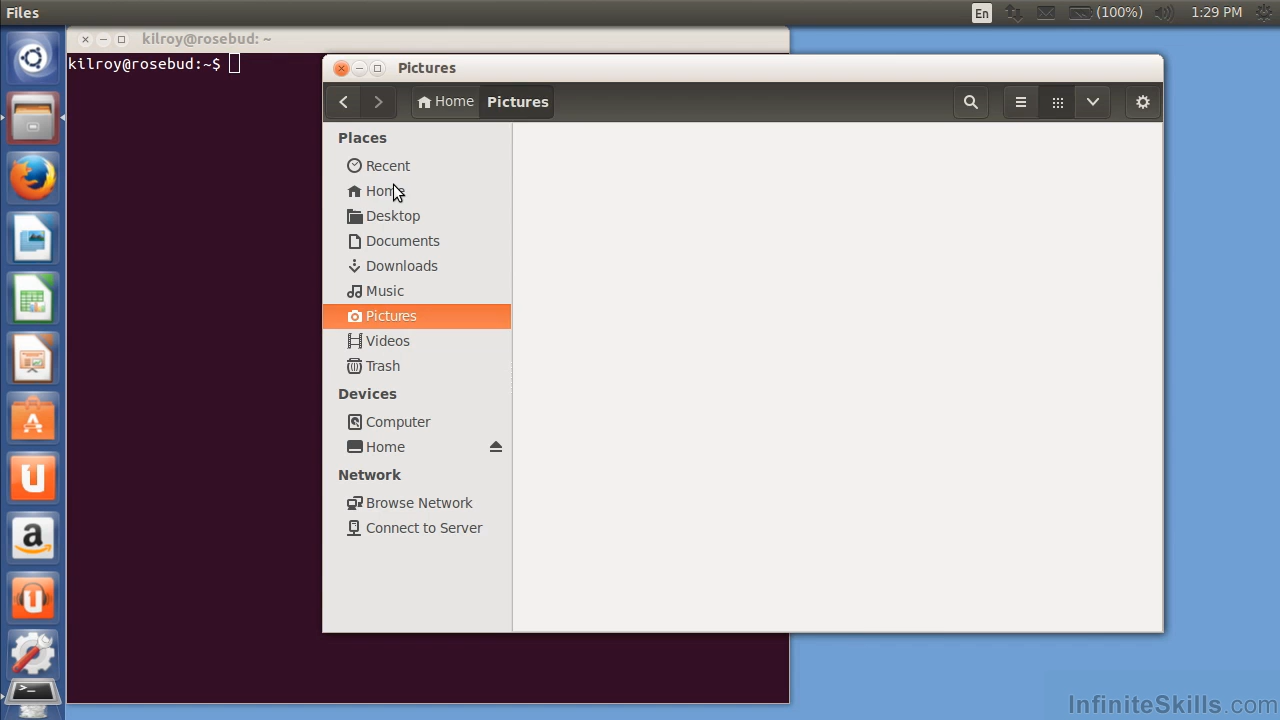 Files
En
(100%)
1:29 PM
kilroy@rosebud: ~
kilroy@rosebud:~$
Pictures
Home
Pictures
Places
Recent
Home
Desktop
Documents
Downloads
Music
Pictures
Videos
Trash
Devices
Computer
Home
Network
Browse Network
Connect to Server
InfiniteSkills.com